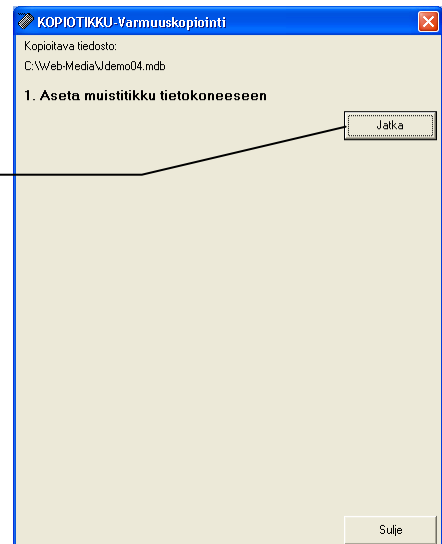 KOPIOTIKKU-Varmuuskopiointi
Kopioitava tiedosto:
C:\Web-Media\Jdemo04.mdb
1. Aseta muistitikku tietokoneeseen
Jatka
Sulje